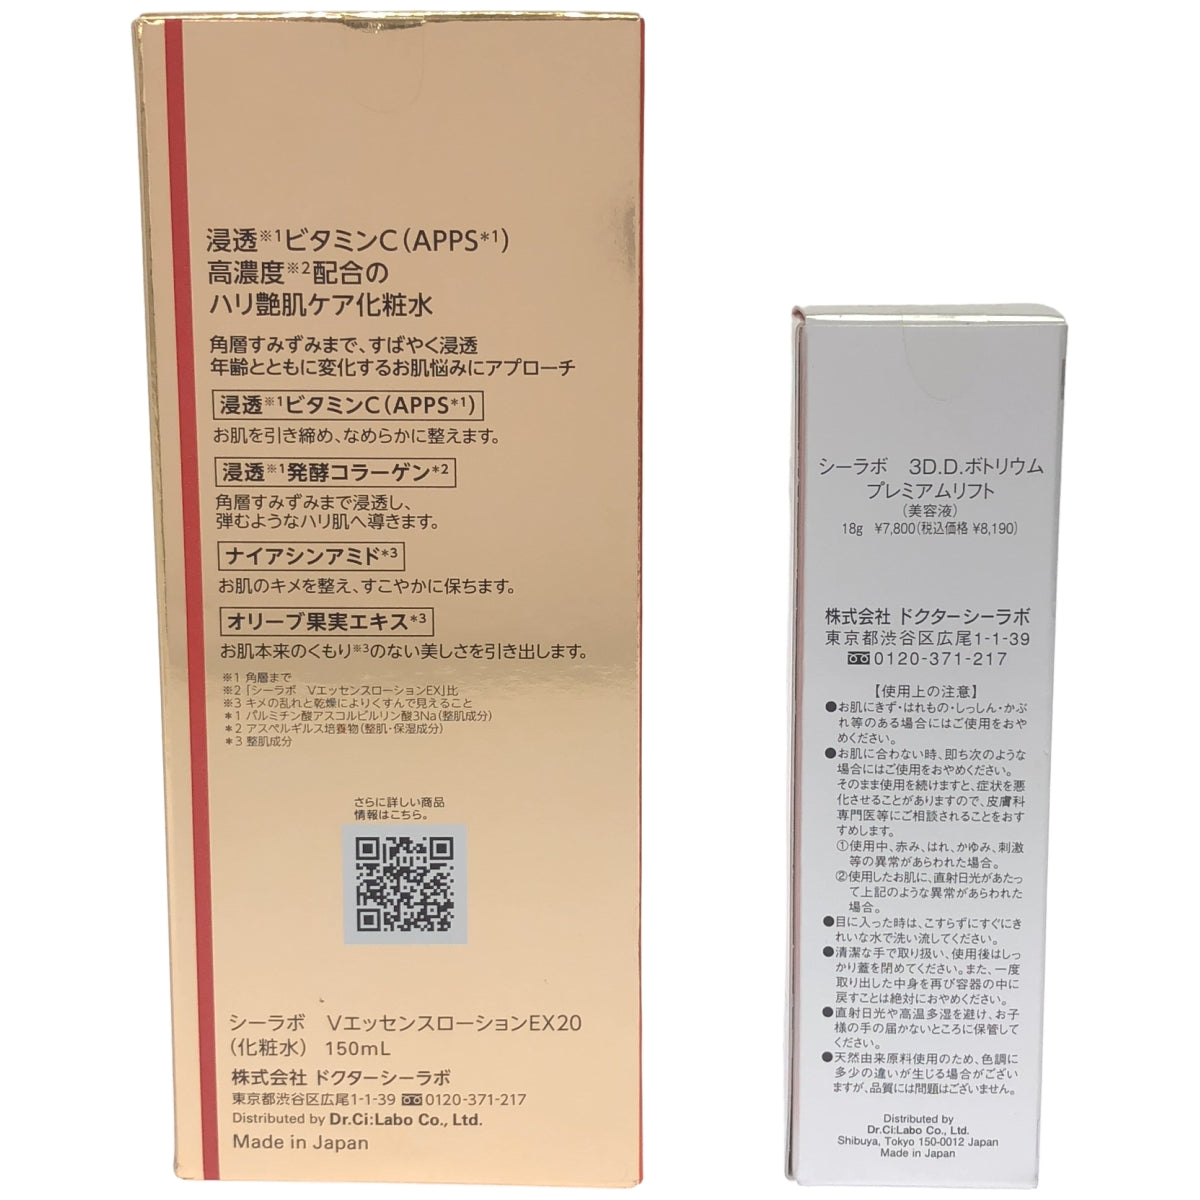 浸透※1ビタミンC(APPS*1)
高濃度※2配合の
ハリ艶肌ケア化粧水
角層すみずみまで、すばやく浸透
年齢とともに変化するお肌悩みにアプローチ
浸透※1ビタミンC(APPS*1)
お肌を引き締め、なめらかに整えます。
浸透※1発酵コラーゲン*2
角層すみずみまで浸透し、
弾むようなハリ肌へ導きます。
ナイアシンアミド*3
お肌のキメを整え、すこやかに保ちます。
オリーブ果実エキス*3
お肌本来のくもり※3のない美しさを引き出します。
※1 角層まで
※2「シーラボ VエッセンスローションEX」比
※3 キメの乱れと乾燥によりくすんで見えること
*1 パルミチン酸アスコルビルリン酸3Na(整肌成分)
*2 アスペルギルス培養物(整肌・保湿成分)
*3 整肌成分
さらに詳しい商品
情報はこちら。
シーラボ VエッセンスローションEX20
(化粧水) 150mL
株式会社 ドクターシーラボ
東京都渋谷区広尾1-1-39 0120-371-217
Distributed by Dr.Ci:Labo Co., Ltd.
Made in Japan
シーラボ 3D.D.ボトリウム
プレミアムリフト
(美容液)
18g ¥7,800(税込価格 ¥8,190)
株式会社 ドクターシーラボ
東京都渋谷区広尾1-1-39
0120-371-217
【使用上の注意】
●お肌にきず・はれもの・しっしん・かぶ
れ等のある場合にはご使用をおや
めください。
●お肌に合わない時、即ち次のような
場合にはご使用をおやめください。
そのまま使用を続けますと、症状を悪
化させることがありますので、皮膚科
専門医等にご相談されることをおす
すめします。
①使用中、赤み、はれ、かゆみ、刺激
等の異常があらわれた場合。
②使用したお肌に、直射日光があたっ
て上記のような異常があらわれた
場合。
●目に入った時は、こすらずにすぐにき
れいな水で洗い流してください。
●清潔な手で取り扱い、使用後はしっ
かり蓋を閉めてください。また、一度
取り出した中身を再び容器の中に
戻すことは絶対におやめください。
●直射日光や高温多湿を避け、お子
様の手の届かないところに保管して
ください。
●天然由来原料使用のため、色調に
多少の違いが生じる場合がござい
ますが、品質には問題はございません。
Distributed by
Dr.Ci:Labo Co., Ltd.
Shibuya, Tokyo 150-0012 Japan
Made in Japan